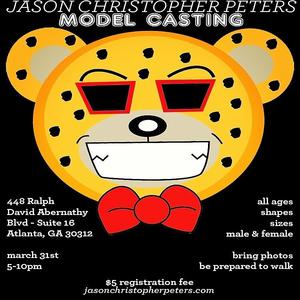 JASON CHRISTOPHER PETERS
MODEL CASTING
448 Ralph
David Abernathy
Blvd - Suite 16
Atlanta, GA 30312
march 31st
5-10pm
all ages
shapes
sizes
male & female
bring photos
be prepared to walk
$5 registration fee
jasonchristopherpeters.com